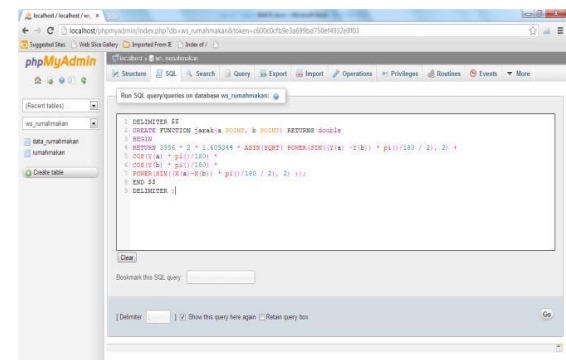 localhost / localhost / ws_
localhost/phpmyadmin/index.php?db=ws_rumahmakan&token=c600c0cfb9e3a699bd750ef4932edf03
Suggested Sites Web Slice Gallery Imported From IE Index of /
phpMyAdmin
(Recent tables) ...
ws_rumahmakan
data_rumahmakan
rumahmakan
Create table
localhost » ws_rumahmakan
Structure SQL Search Query Export Import Operations Privileges Routines Events More
Run SQL query/queries on database ws_rumahmakan:
1 DELIMITER $$
2 CREATE FUNCTION jarak(a POINT, b POINT) RETURNS double
3 BEGIN
4 RETURN 3956 * 2 * 1.609344 * ASIN(SQRT( POWER(SIN((Y(a) -Y(b)) * pi()/180 / 2), 2) +
5 COS(Y(a) * pi()/180) *
6 COS(Y(b) * pi()/180) *
7 POWER(SIN((X(a)-X(b)) * pi()/180 / 2), 2) ));
8 END $$
9 DELIMITER ;
Clear
Bookmark this SQL query:
[ Delimiter ] Show this query here again Retain query box
Go